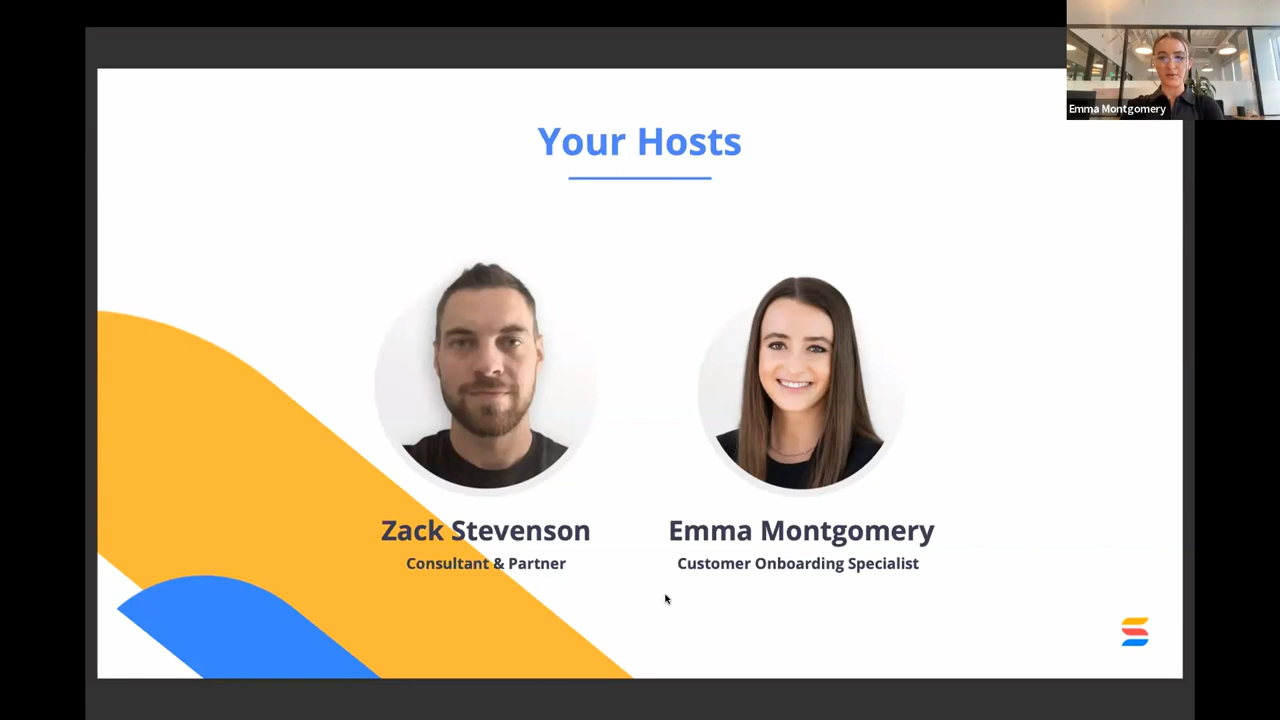 Emma Montgomery
Your Hosts
Zack Stevenson
Consultant & Partner
Emma Montgomery
Customer Onboarding Specialist